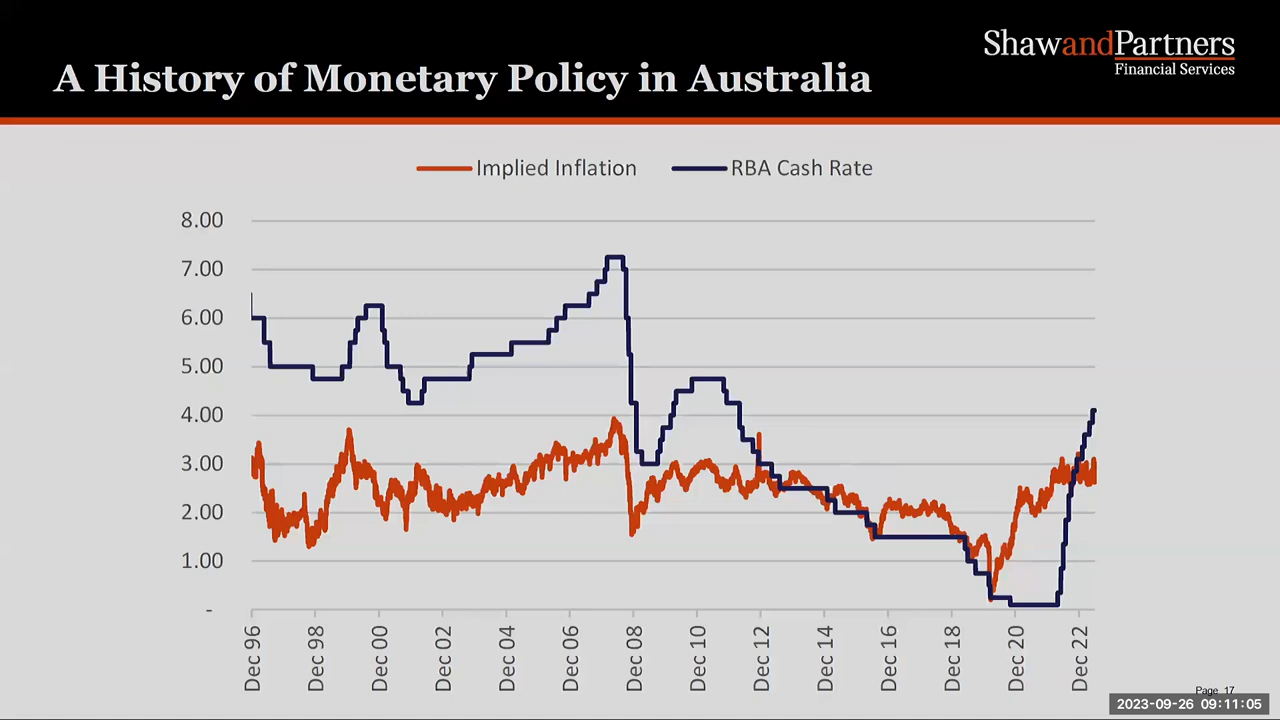 ShawandPartners
Financial Services
A History of Monetary Policy in Australia
Implied Inflation
RBA Cash Rate
8.00
7.00
6.00
5.00
4.00
3.00
2.00
1.00
-
Dec 96
Dec 98
Dec 00
Dec 02
Dec 04
Dec 06
Dec 08
Dec 10
Dec 12
Dec 14
Dec 16
Dec 18
Dec 20
Dec 22
Page 17
2023-09-26 09:11:05